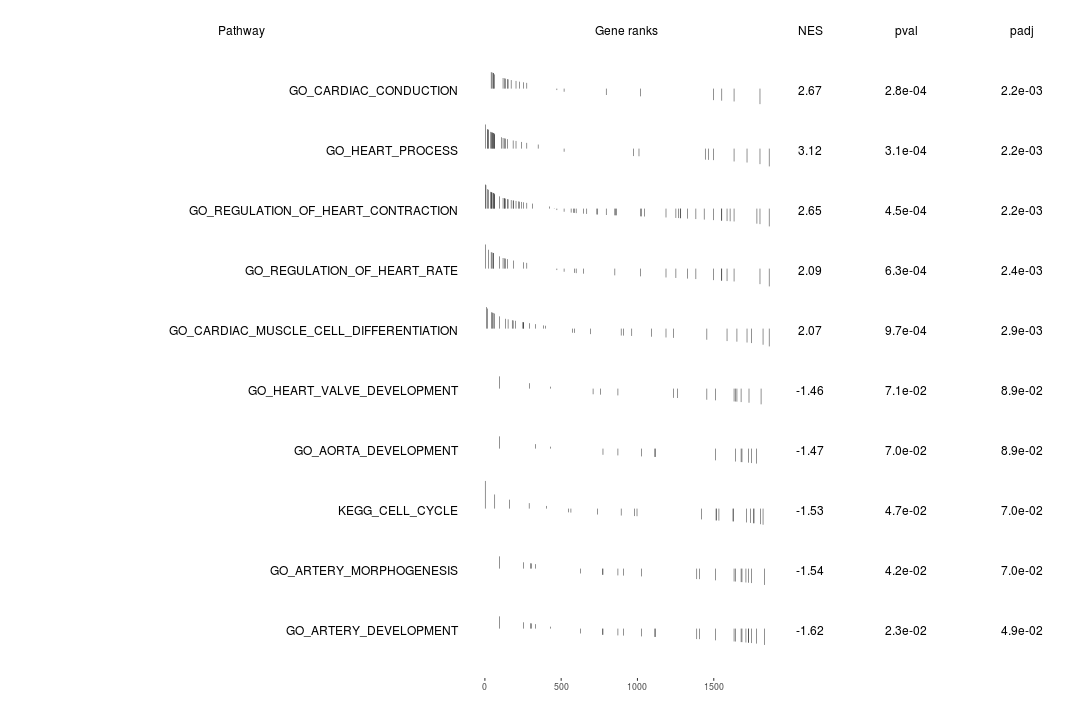 Pathway Gene ranks NES pval padj
GO_CARDIAC_CONDUCTION 2.67 2.8e-04 2.2e-03
GO_HEART_PROCESS 3.12 3.1e-04 2.2e-03
GO_REGULATION_OF_HEART_CONTRACTION 2.65 4.5e-04 2.2e-03
GO_REGULATION_OF_HEART_RATE 2.09 6.3e-04 2.4e-03
GO_CARDIAC_MUSCLE_CELL_DIFFERENTIATION 2.07 9.7e-04 2.9e-03
GO_HEART_VALVE_DEVELOPMENT -1.46 7.1e-02 8.9e-02
GO_AORTA_DEVELOPMENT -1.47 7.0e-02 8.9e-02
KEGG_CELL_CYCLE -1.53 4.7e-02 7.0e-02
GO_ARTERY_MORPHOGENESIS -1.54 4.2e-02 7.0e-02
GO_ARTERY_DEVELOPMENT -1.62 2.3e-02 4.9e-02
0 500 1000 1500